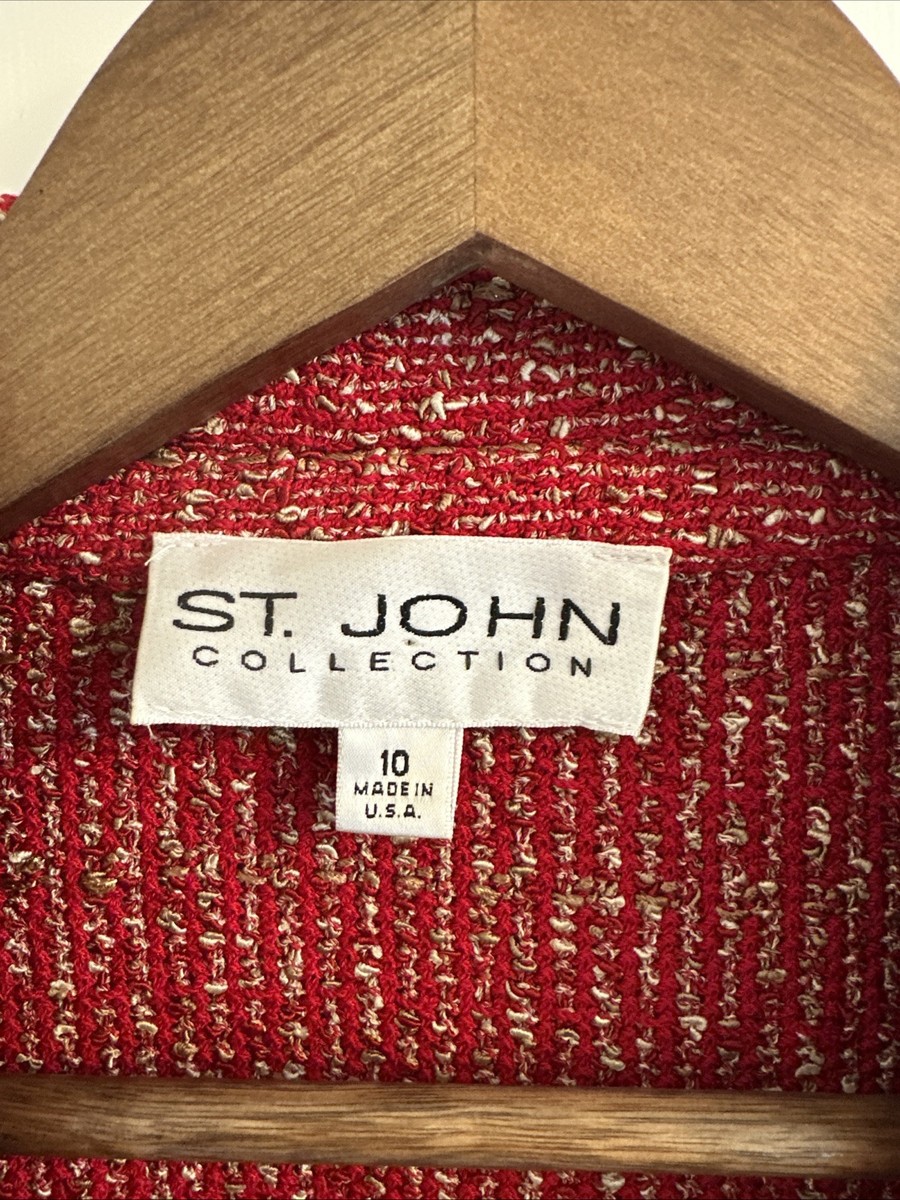 ST. JOHN
COLLECTION
10
MADE IN
U.S.A.